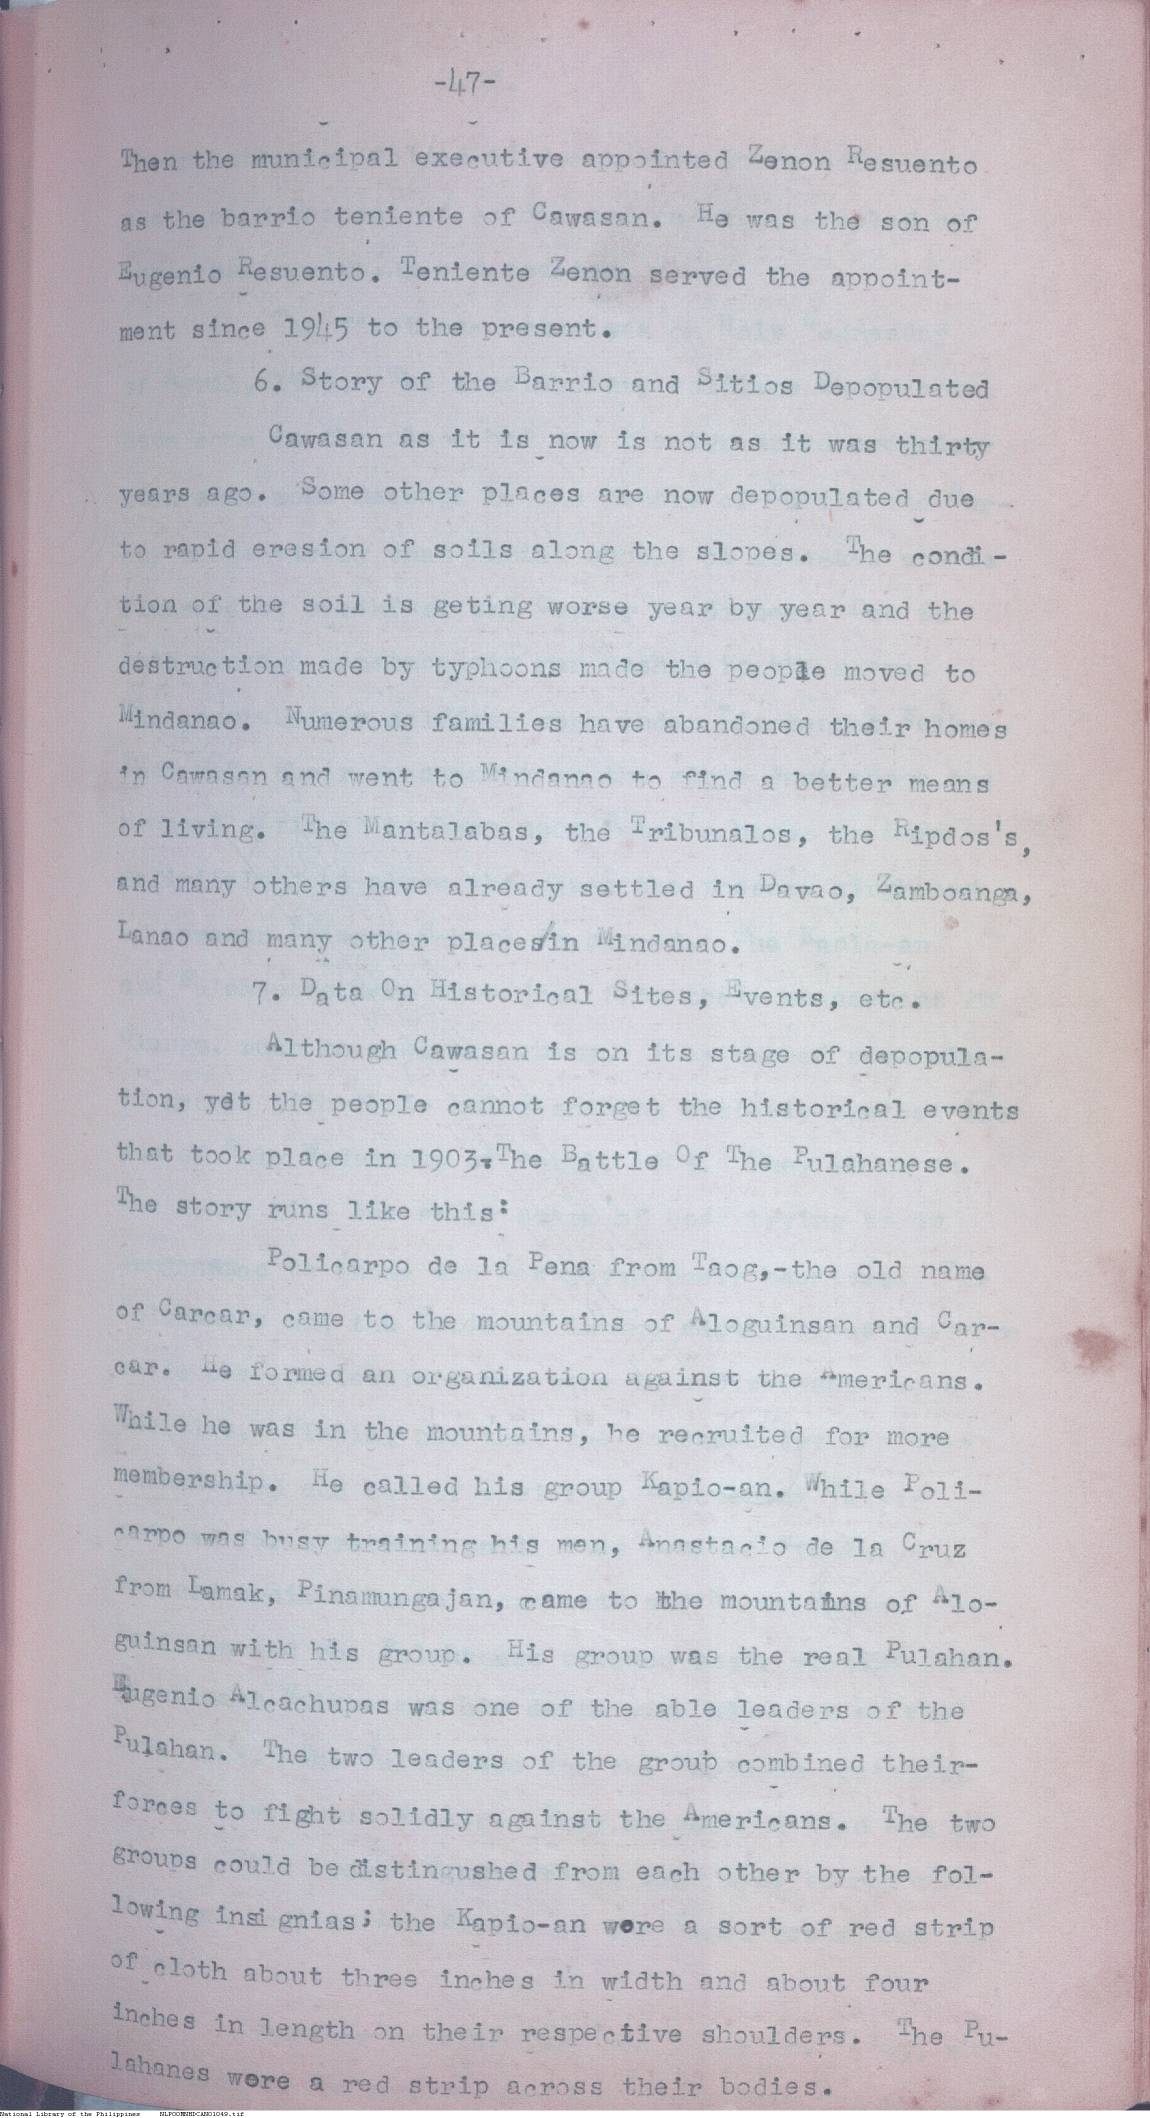 -47-
Then the municipal executive appointed Zenon Resuento
as the barrio teniente of Cawasan. He was the son of
Eugenio Resuento. Teniente Zenon served the appoint-
ment since 1945 to the present.
6. Story of the Barrio and Sitios Depopulated
Cawasan as it is now is not as it was thirty
years ago. Some other places are now depopulated due
to rapid eresion of soils along the slopes. The condi-
tion of the soil is geting worse year by year and the
destruction made by typhoons made the people moved to
Mindanao. Numerous families have abandoned their homes
in Cawasan and went to Mindanao to find a better means
of living. The Mantalabas, the Tribunalos, the Ripdos's,
and many others have already settled in Davao, Zamboanga,
Lanao and many other places/in Mindanao.
7. Data On Historical Sites, Events, etc.
Although Cawasan is on its stage of depopula-
tion, yet the people cannot forget the historical events
that took place in 1903. The Battle Of The Pulahanese.
The story runs like this:
Policarpo de la Pena from Taog,-the old name
of Carcar, came to the mountains of Aloguinsan and Car-
car. He formed an organization against the Americans.
While he was in the mountains, he recruited for more
membership. He called his group Kapio-an. While Poli-
carpo was busy training his men, Anastacio de la Cruz
from Lamak, Pinamungajan, came to the mountains of Alo-
guinsan with his group. His group was the real Pulahan.
Eugenio Alcachupas was one of the able leaders of the
Pulahan. The two leaders of the group combined their-
forces to fight solidly against the Americans. The two
groups could be distingushed from each other by the fol-
lowing insignias; the Kapio-an were a sort of red strip
of cloth about three inches in width and about four
inches in length on their respective shoulders. The Pu-
lahanes were a red strip across their bodies.
National Library of the Philippines NLPOOMNHDCAN01049.tif